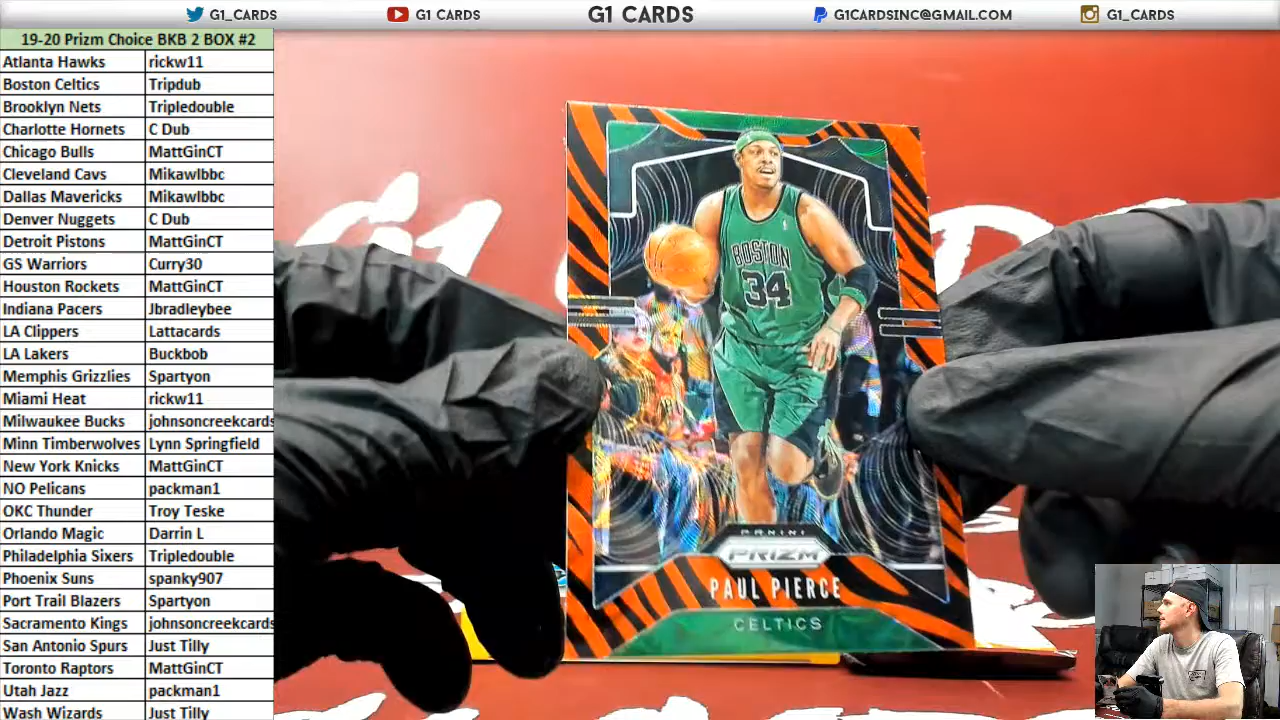 G1_CARDS G1 CARDS G1 CARDS G1CARDSINC@GMAIL.COM G1_CARDS
19-20 Prizm Choice BKB 2 BOX #2
Atlanta Hawks rickw11
Boston Celtics Tripdub
Brooklyn Nets Tripledouble
Charlotte Hornets C Dub
Chicago Bulls MattGinCT
Cleveland Cavs Mikawlbbc
Dallas Mavericks Mikawlbbc
Denver Nuggets C Dub
Detroit Pistons MattGinCT
GS Warriors Curry30
Houston Rockets MattGinCT
Indiana Pacers Jbradleybee
LA Clippers Lattacards
LA Lakers Buckbob
Memphis Grizzlies Spartyon
Miami Heat rickw11
Milwaukee Bucks johnsoncreekcards
Minn Timberwolves Lynn Springfield
New York Knicks MattGinCT
NO Pelicans packman1
OKC Thunder Troy Teske
Orlando Magic Darrin L
Philadelphia Sixers Tripledouble
Phoenix Suns spanky907
Port Trail Blazers Spartyon
Sacramento Kings johnsoncreekcards
San Antonio Spurs Just Tilly
Toronto Raptors MattGinCT
Utah Jazz packman1
Wash Wizards Just Tilly
BOSTON
34
PANINI
PRIZM
PAUL PIERCE
CELTICS
G1